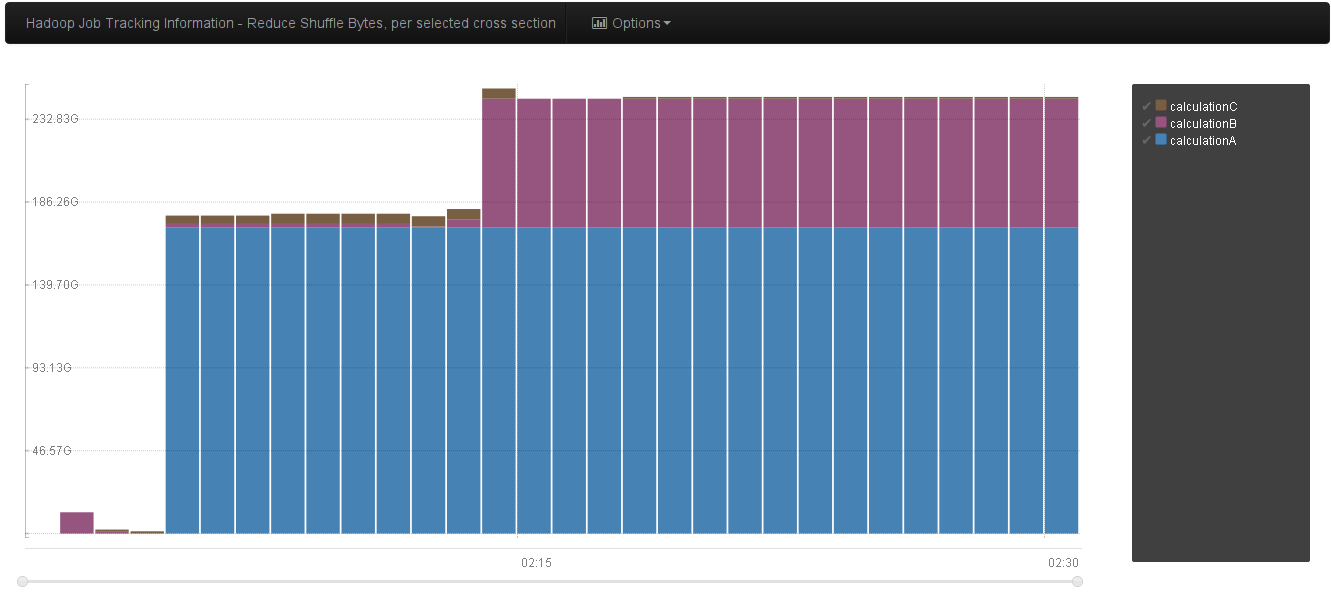 Hadoop Job Tracking Information - Reduce Shuffle Bytes, per selected cross section
Options
232.83G
186.26G
139.70G
93.13G
46.57G
02:15
02:30
calculationC
calculationB
calculationA